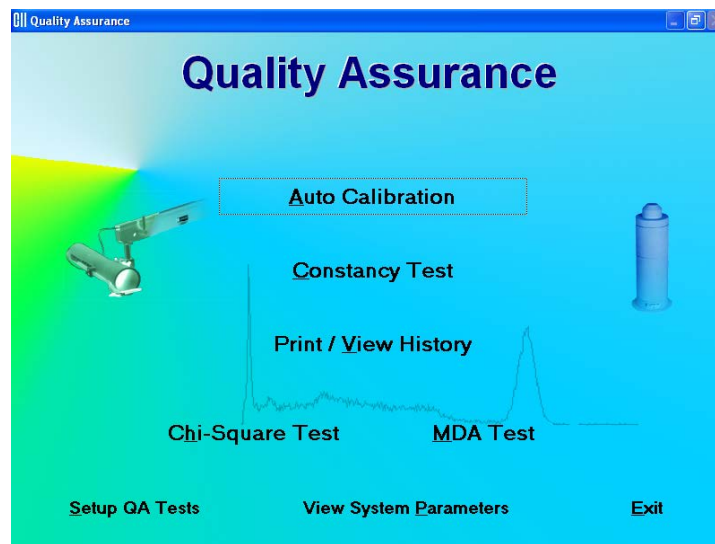 Quality Assurance
Quality Assurance
Auto Calibration
Constancy Test
Print / View History
Chi-Square Test MDA Test
Setup QA Tests View System Parameters Exit